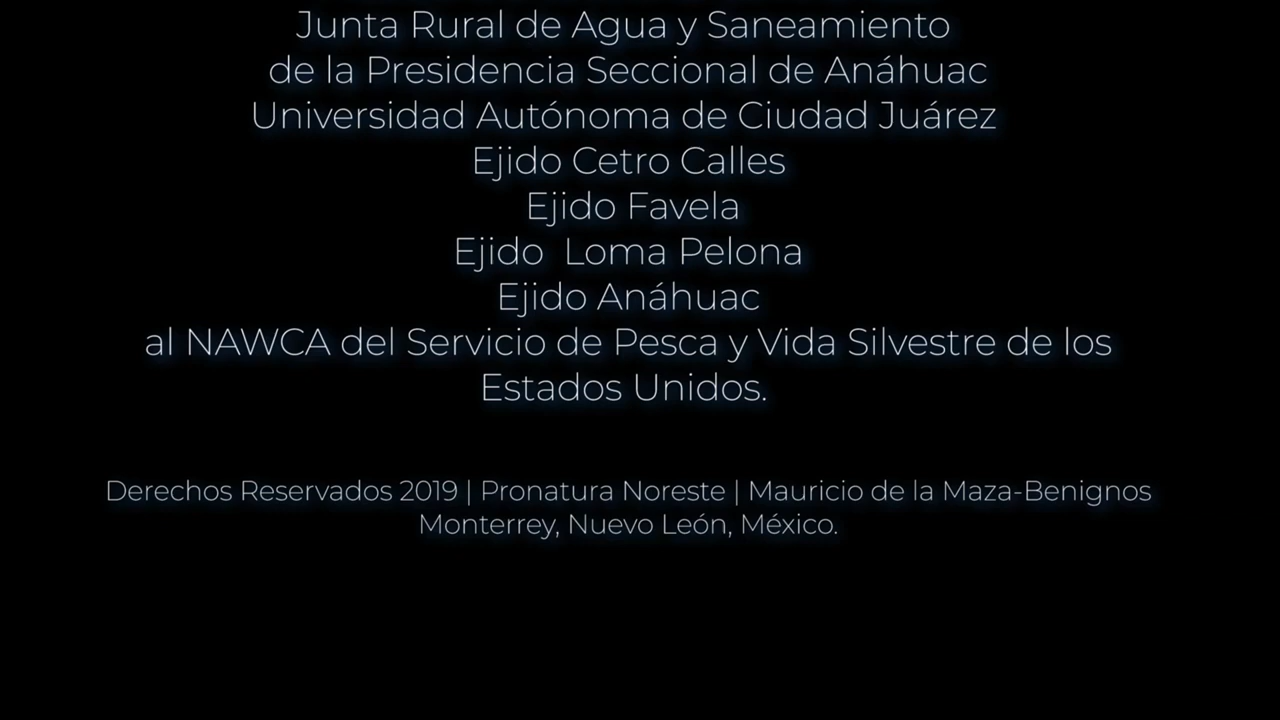 Junta Rural de Agua y Saneamiento
de la Presidencia Seccional de Anáhuac
Universidad Autónoma de Ciudad Juárez
Ejido Cetro Calles
Ejido Favela
Ejido  Loma Pelona
Ejido Anáhuac
al NAWCA del Servicio de Pesca y Vida Silvestre de los
Estados Unidos.
Derechos Reservados 2019 | Pronatura Noreste | Mauricio de la Maza-Benignos
Monterrey, Nuevo León, México.